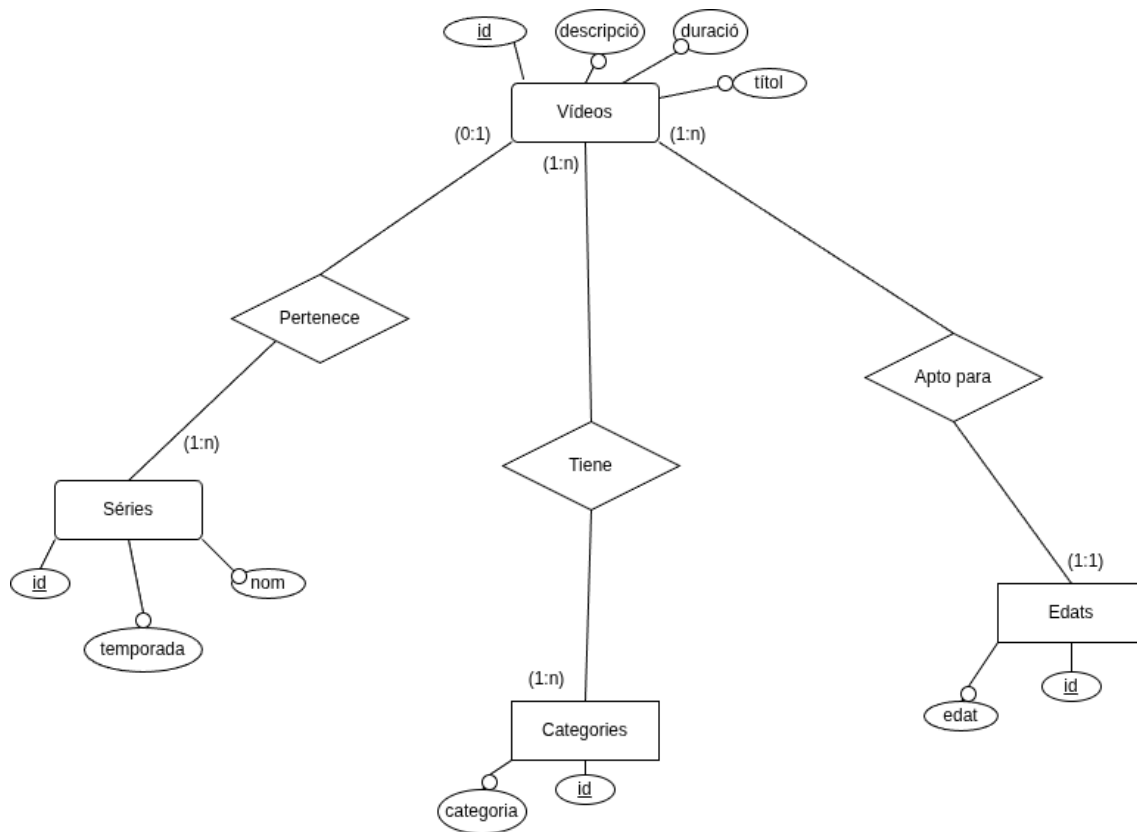 id
descripció
duració
títol
Vídeos
(0:1)
(1:n)
(1:n)
Pertenece
Apto para
(1:n)
Tiene
Séries
id
nom
temporada
(1:1)
Edats
id
edat
(1:n)
Categories
id
categoria